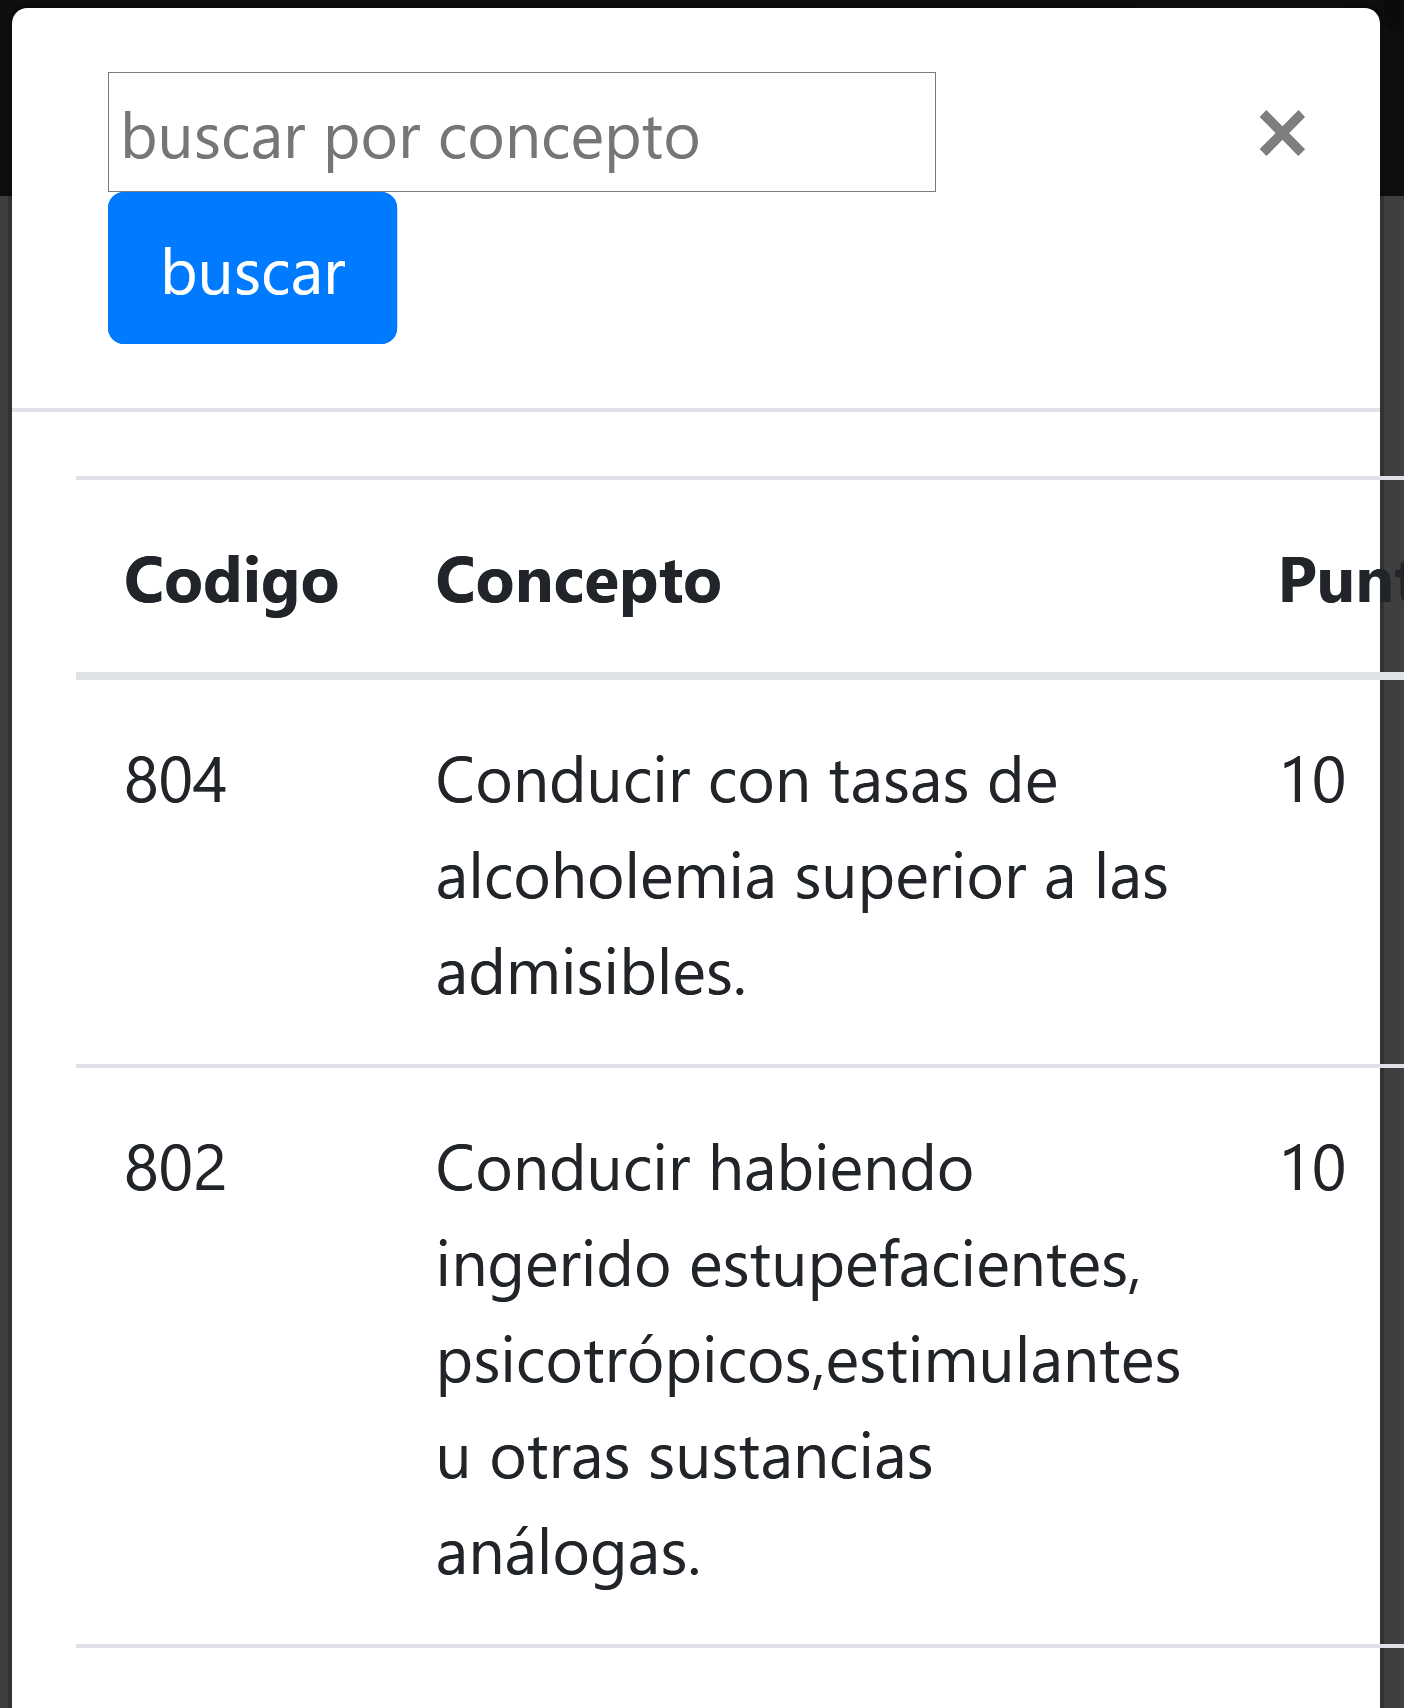 buscar por concepto
buscar
Codigo Concepto Punt
804 Conducir con tasas de 10
alcoholemia superior a las
admisibles.
802 Conducir habiendo 10
ingerido estupefacientes,
psicotrópicos,estimulantes
u otras sustancias
análogas.